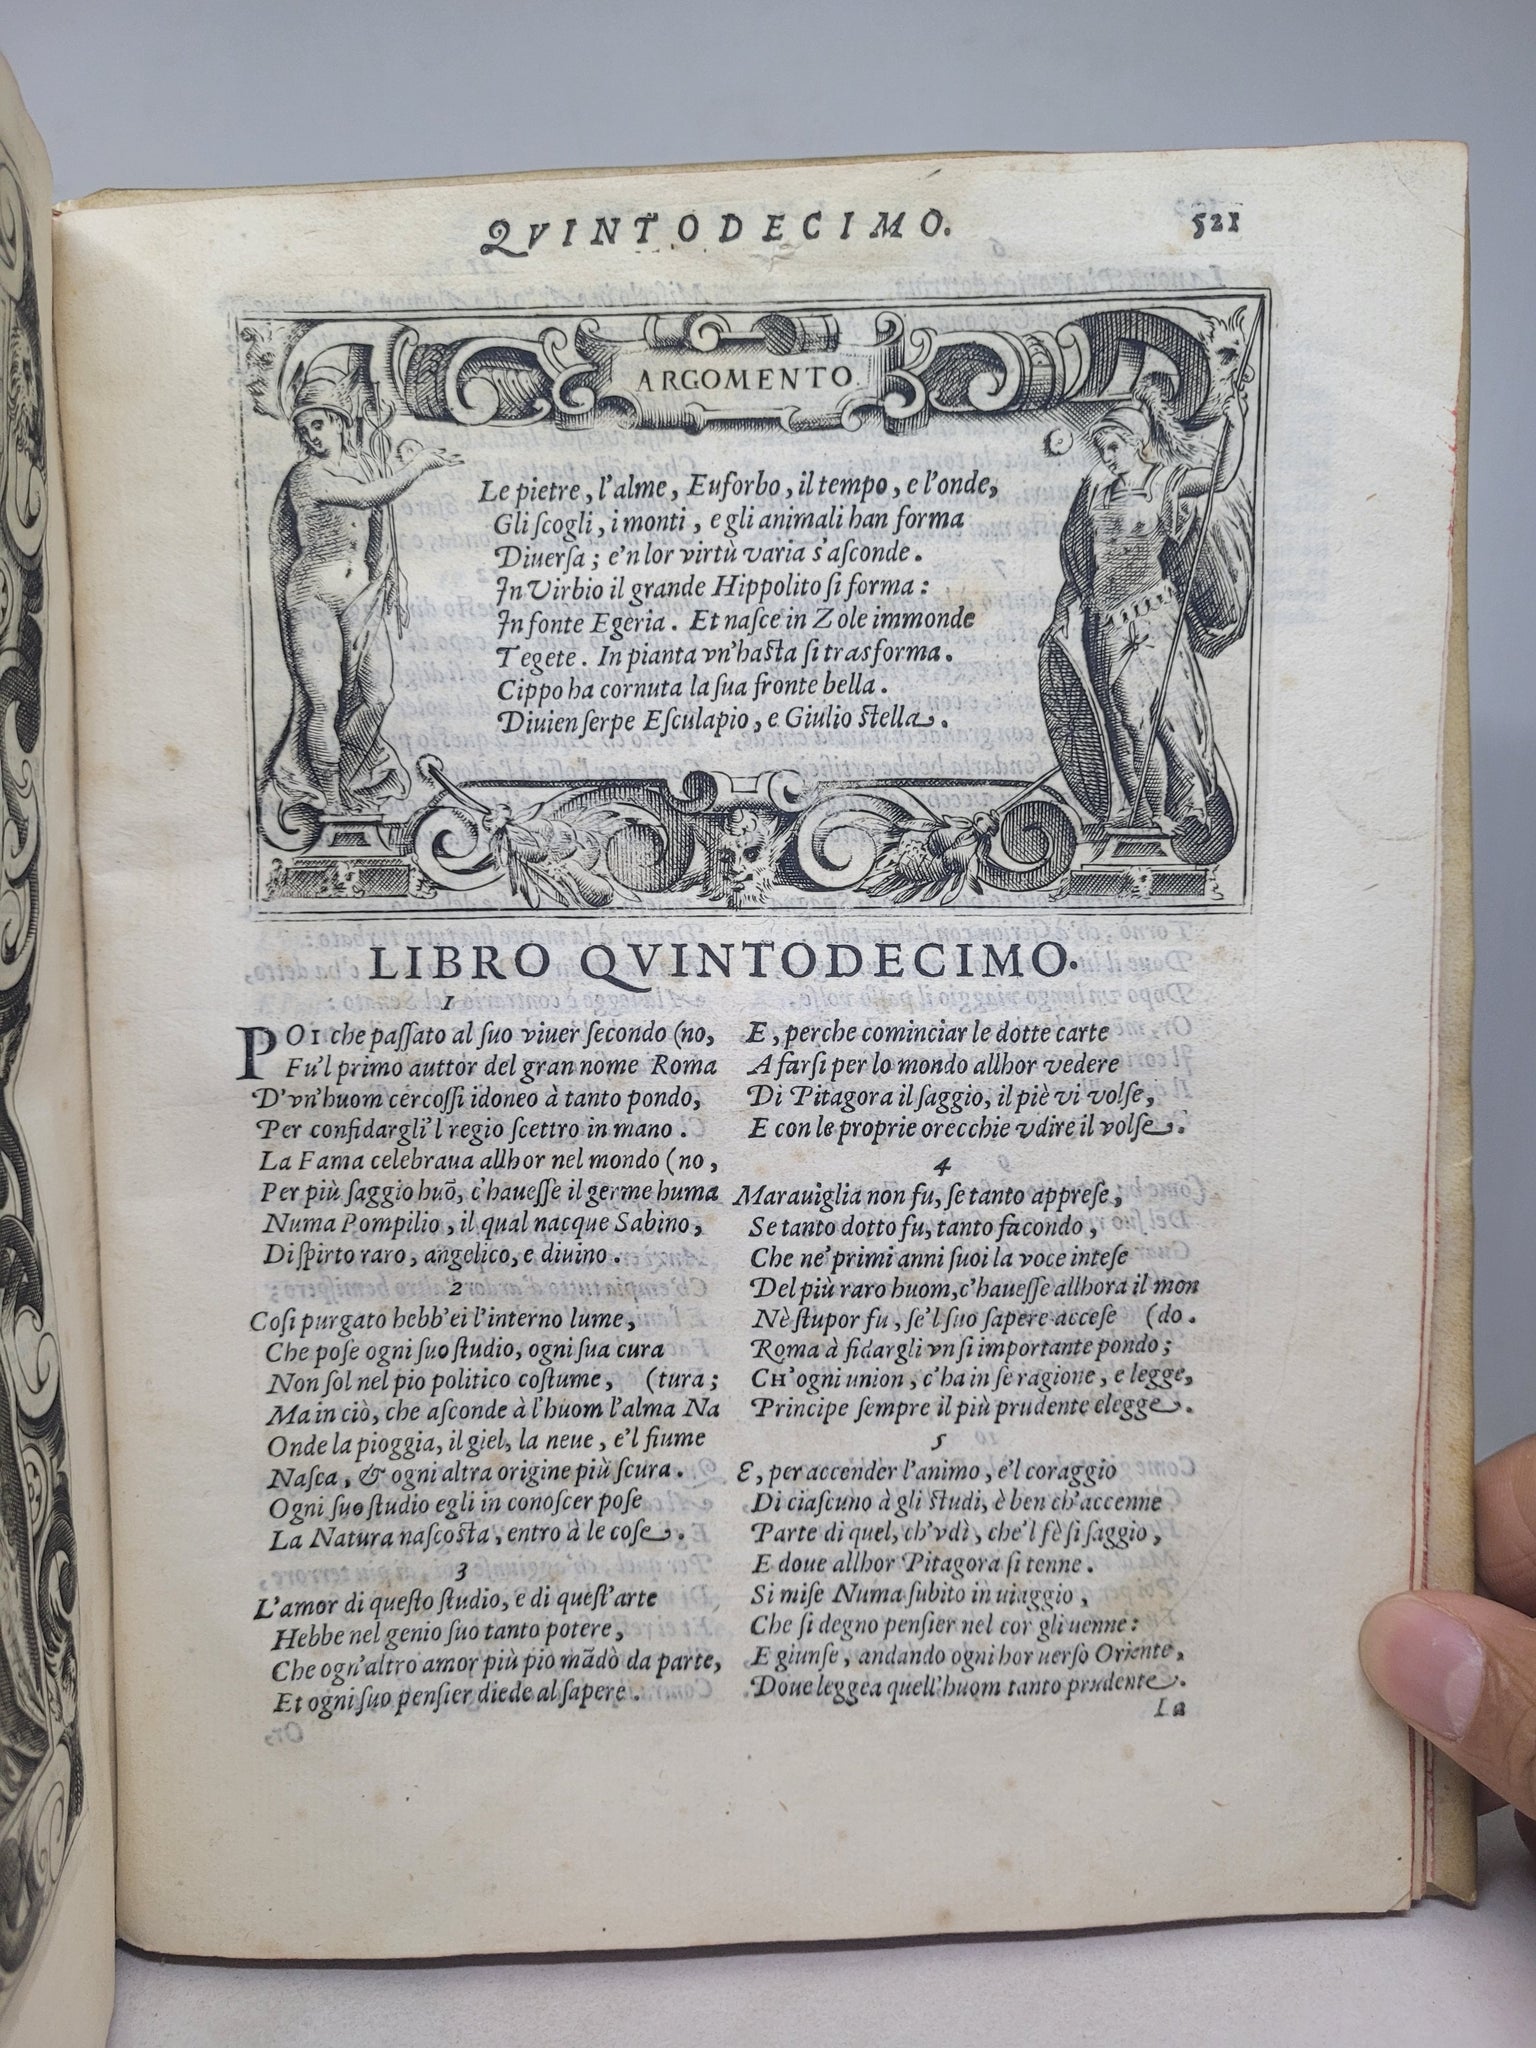 QVINTODECIMO.
521
ARGOMENTO.
Le pietre, l'alme, Euforbo, il tempo, e l'onde,
Gli ſcogli, i monti, e gli animali han forma
Diuerſa; e'n lor virtù varia s'aſconde.
In Virbio il grande Hippolito ſi forma:
In fonte Egeria. Et naſce in Zole immonde
Tegete. In pianta vn'haſta ſi trasforma.
Cippo ha cornuta la ſua fronte bella.
Diuien ſerpe Eſculapio, e Giulio ſtella.
LIBRO QVINTODECIMO.
1
POI che paſſato al ſuo viuer ſecondo (no,
Fu'l primo auttor del gran nome Roma
D'vn'huom cercoſſi idoneo à tanto pondo,
Per confidargli'l regio ſcettro in mano.
La Fama celebraua allhor nel mondo (no,
Per più ſaggio huõ, c'haueſſe il germe huma
Numa Pompilio, il qual nacque Sabino,
Di ſpirto raro, angelico, e diuino.
2
Coſi purgato hebb'ei l'interno lume,
Che poſe ogni ſuo ſtudio, ogni ſua cura
Non ſol nel pio politico coſtume, (tura;
Ma in ciò, che aſconde à l'huom l'alma Na
Onde la pioggia, il giel, la neue, e'l fiume
Naſca, & ogni altra origine più ſcura.
Ogni ſuo ſtudio egli in conoſcer poſe
La Natura naſcoſta, entro à le coſe.
3
L'amor di queſto ſtudio, e di queſt'arte
Hebbe nel genio ſuo tanto potere,
Che ogn'altro amor più pio mãdò da parte,
Et ogni ſuo penſier diede al ſapere.
E, perche cominciar le dotte carte
A farſi per lo mondo allhor vedere
Di Pitagora il ſaggio, il piè vi volſe,
E con le proprie orecchie vdire il volſe.
4
Marauiglia non fu, ſe tanto appreſe,
Se tanto dotto fu, tanto facondo,
Che ne' primi anni ſuoi la voce inteſe
Del più raro huom, c'haueſſe allhora il mon
Nè ſtupor fu, ſe'l ſuo ſapere acceſe (do.
Roma à fidargli vn ſi importante pondo;
CH'ogni union, c'ha in ſe ragione, e legge,
Principe ſempre il più prudente elegge.
5
E, per accender l'animo, e'l coraggio
Di ciaſcuno à gli ſtudi, è ben ch'accenne
Parte di quel, ch'vdì, che'l fè ſi ſaggio,
E doue allhor Pitagora ſi tenne.
Si miſe Numa ſubito in uiaggio,
Che ſi degno penſier nel cor gli uenne:
E giunſe, andando ogni hor uerſo Oriente,
Doue leggea quell'huom tanto prudente.
La